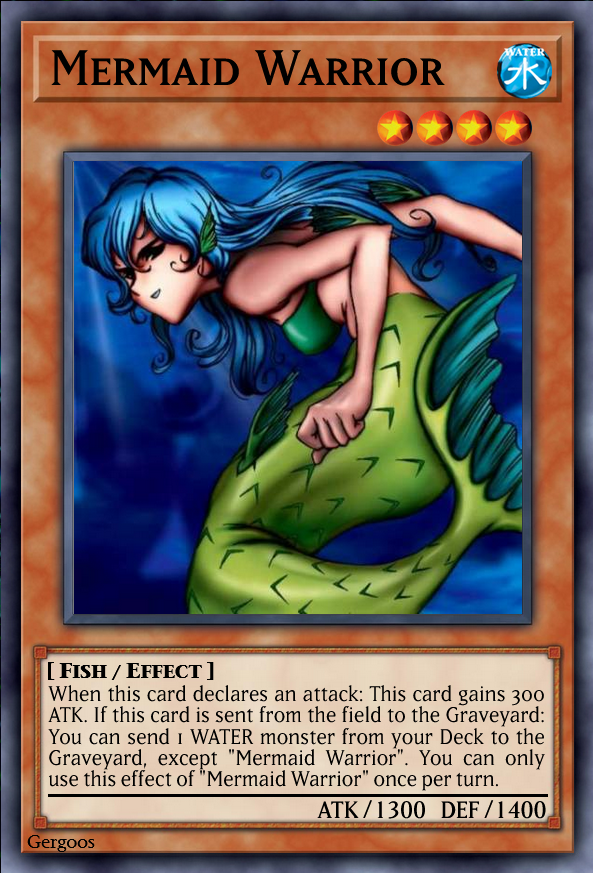 Mermaid Warrior
WATER
水
[ Fish / Effect ]
When this card declares an attack: This card gains 300
ATK. If this card is sent from the field to the Graveyard:
You can send 1 WATER monster from your Deck to the
Graveyard, except "Mermaid Warrior". You can only
use this effect of "Mermaid Warrior" once per turn.
ATK/1300 DEF/1400
Gergoos